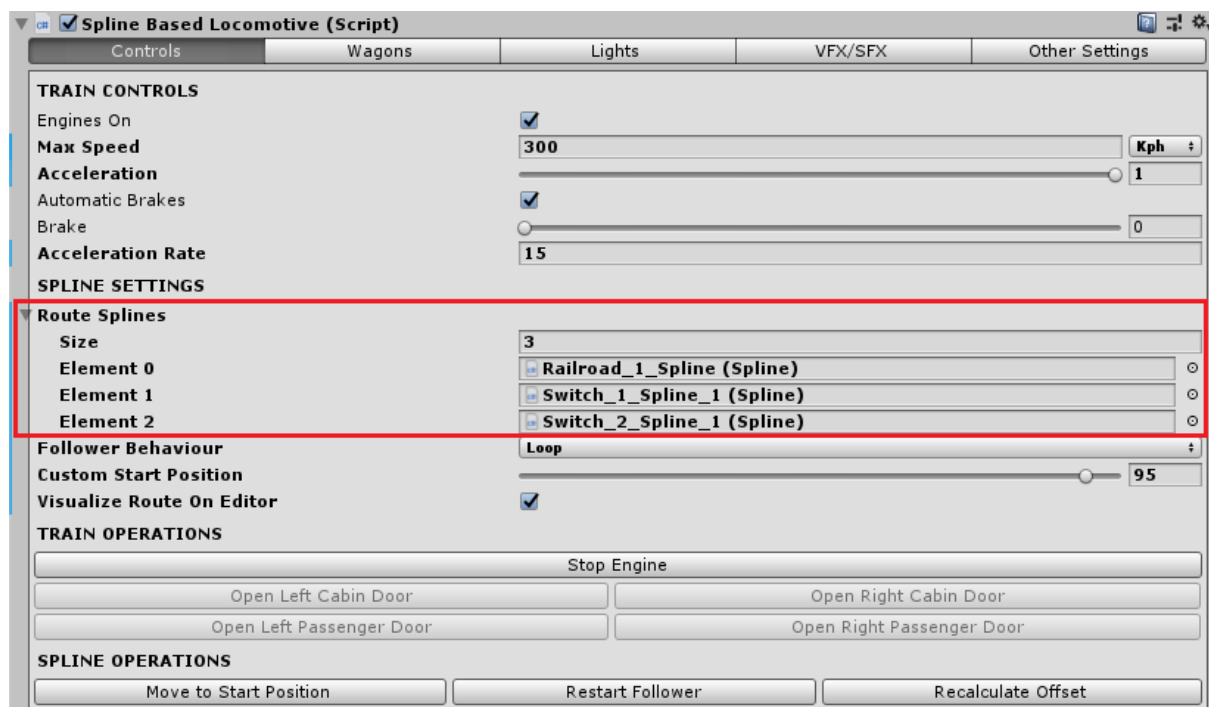 Spline Based Locomotive (Script)
Controls Wagons Lights VFX/SFX Other Settings
TRAIN CONTROLS
Engines On
Max Speed 300 Kph
Acceleration 1
Automatic Brakes
Brake 0
Acceleration Rate 15
SPLINE SETTINGS
Route Splines
Size 3
Element 0 Railroad_1_Spline (Spline)
Element 1 Switch_1_Spline_1 (Spline)
Element 2 Switch_2_Spline_1 (Spline)
Follower Behaviour Loop
Custom Start Position 95
Visualize Route On Editor
TRAIN OPERATIONS
Stop Engine
Open Left Cabin Door Open Right Cabin Door
Open Left Passenger Door Open Right Passenger Door
SPLINE OPERATIONS
Move to Start Position Restart Follower Recalculate Offset